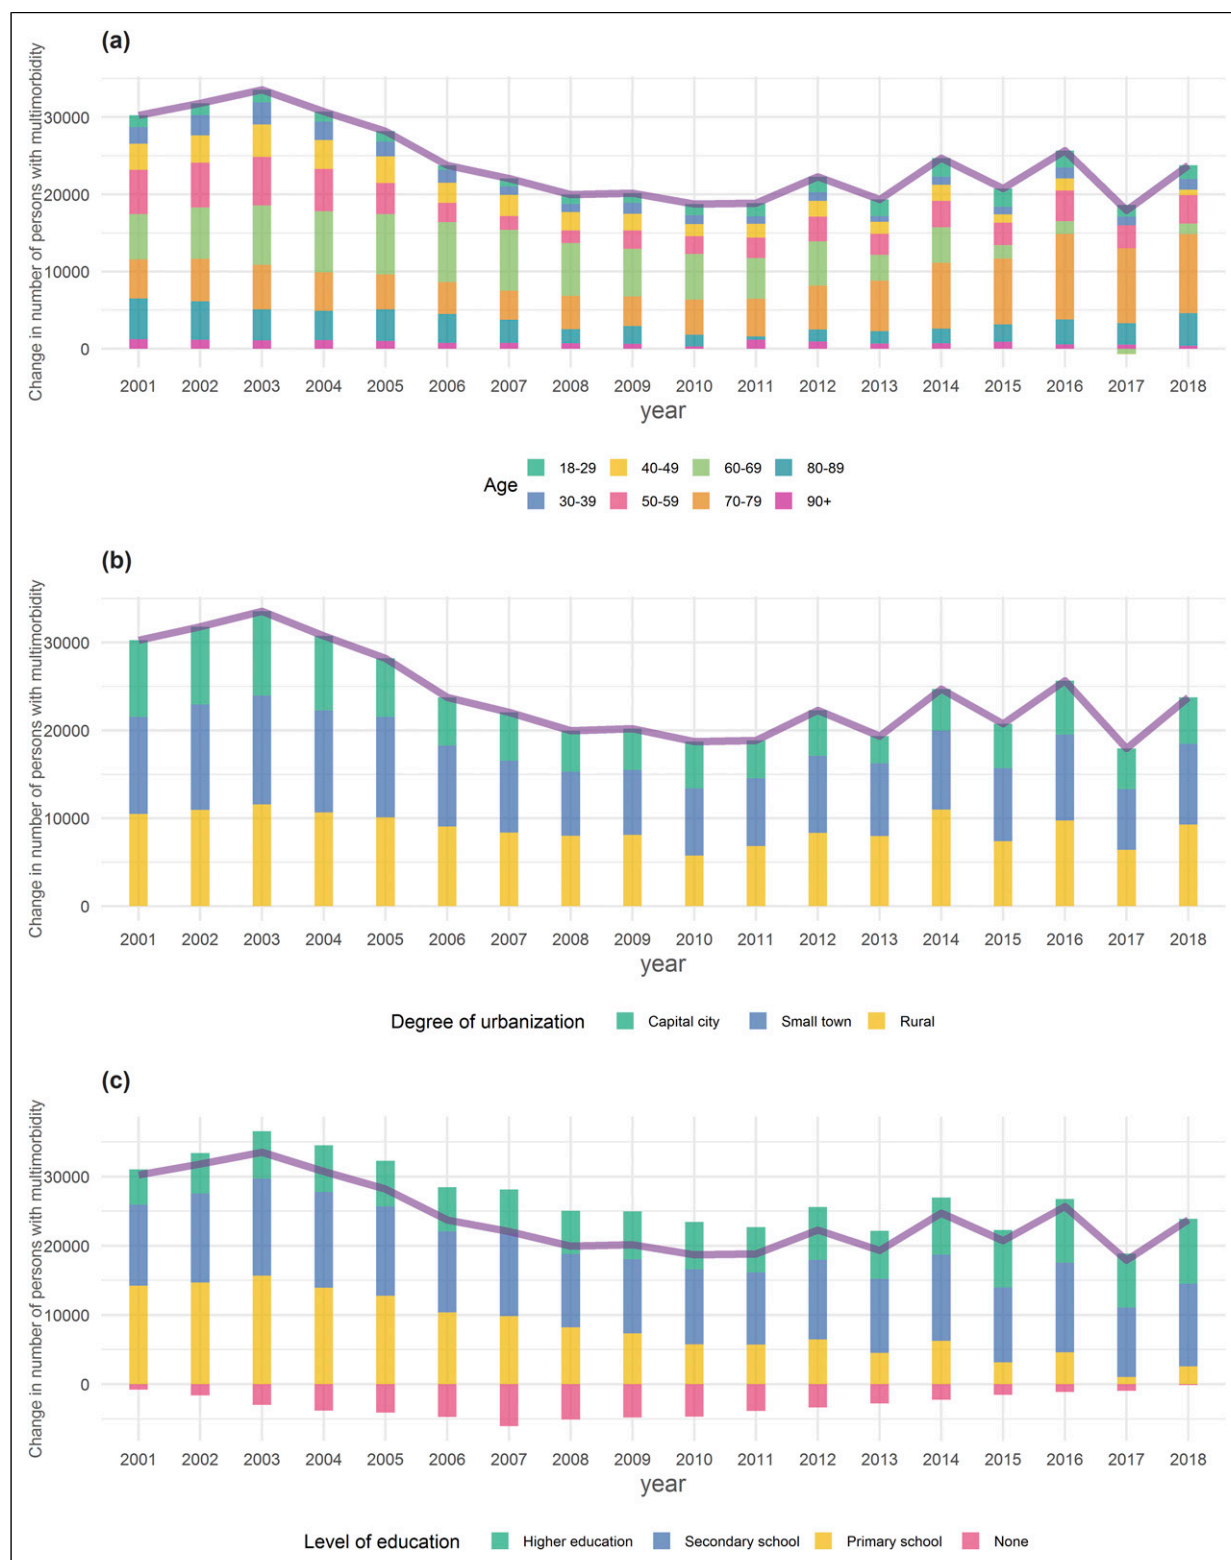 (a)
Change in number of persons with multimorbidity
30000
20000
10000
0
2001 2002 2003 2004 2005 2006 2007 2008 2009 2010 2011 2012 2013 2014 2015 2016 2017 2018
year
Age
18-29 40-49 60-69 80-89
30-39 50-59 70-79 90+
(b)
Change in number of persons with multimorbidity
30000
20000
10000
0
2001 2002 2003 2004 2005 2006 2007 2008 2009 2010 2011 2012 2013 2014 2015 2016 2017 2018
year
Degree of urbanization Capital city Small town Rural
(c)
Change in number of persons with multimorbidity
30000
20000
10000
0
2001 2002 2003 2004 2005 2006 2007 2008 2009 2010 2011 2012 2013 2014 2015 2016 2017 2018
year
Level of education Higher education Secondary school Primary school None